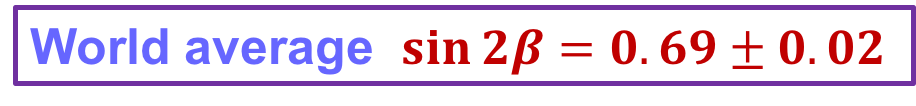 World average sin 2β = 0.69 ± 0.02